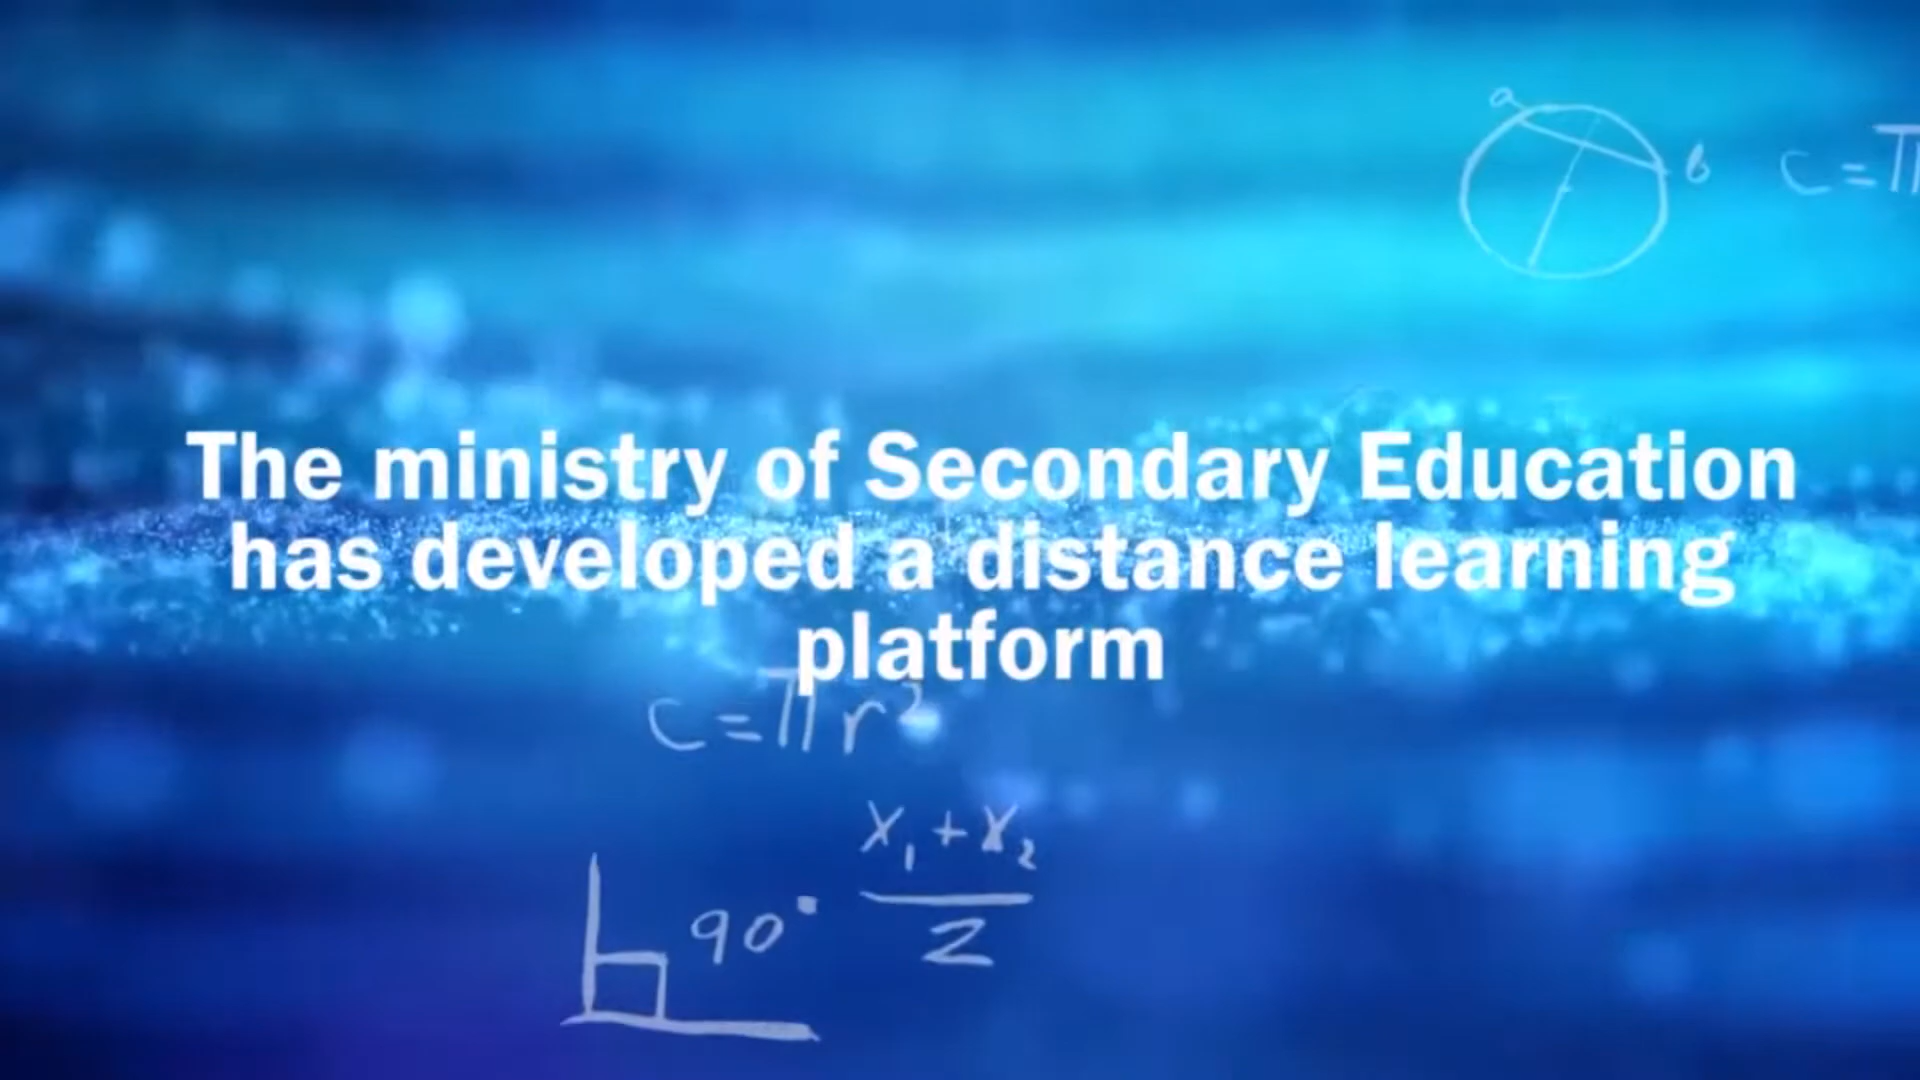 a
b
c=π
The ministry of Secondary Education
has developed a distance learning
platform
c=πr²
x₁+x₂
2
90°